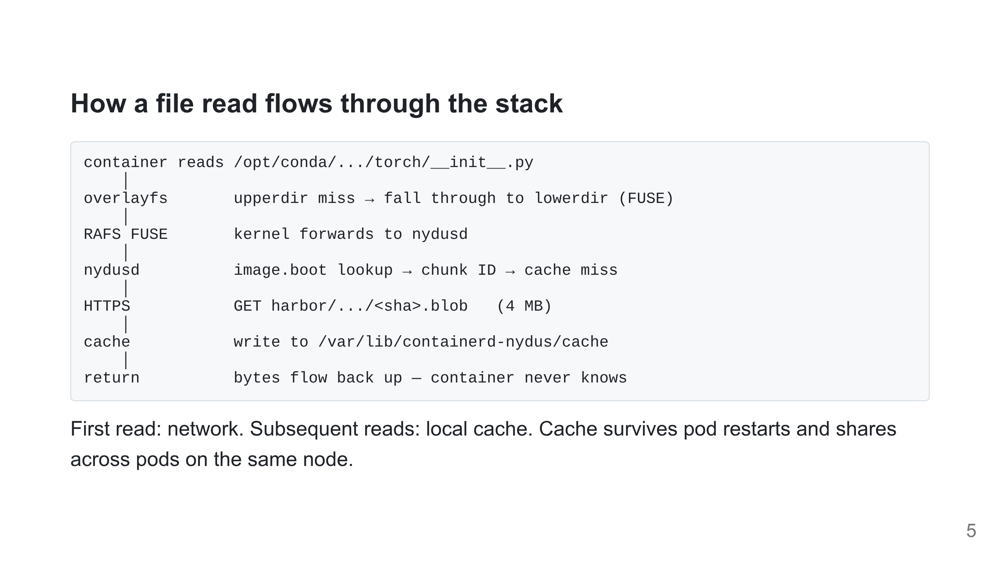 How a file read flows through the stack
container reads /opt/conda/.../torch/__init__.py
│
overlayfs       upperdir miss → fall through to lowerdir (FUSE)
│
RAFS FUSE       kernel forwards to nydusd
│
nydusd          image.boot lookup → chunk ID → cache miss
│
HTTPS           GET harbor/.../<sha>.blob   (4 MB)
│
cache           write to /var/lib/containerd-nydus/cache
│
return          bytes flow back up — container never knows
First read: network. Subsequent reads: local cache. Cache survives pod restarts and shares
across pods on the same node.
5